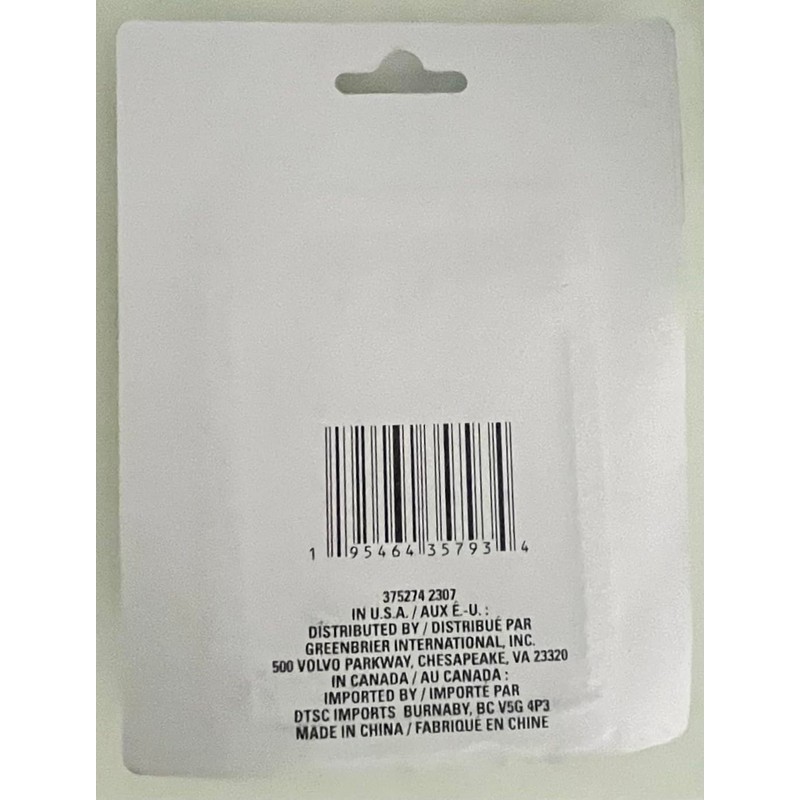 1 95464 35793 4
375274 2307
IN U.S.A. / AUX É.-U. :
DISTRIBUTED BY / DISTRIBUÉ PAR
GREENBRIER INTERNATIONAL, INC.
500 VOLVO PARKWAY, CHESAPEAKE, VA 23320
IN CANADA / AU CANADA :
IMPORTED BY / IMPORTÉ PAR
DTSC IMPORTS BURNABY, BC V5G 4P3
MADE IN CHINA / FABRIQUÉ EN CHINE